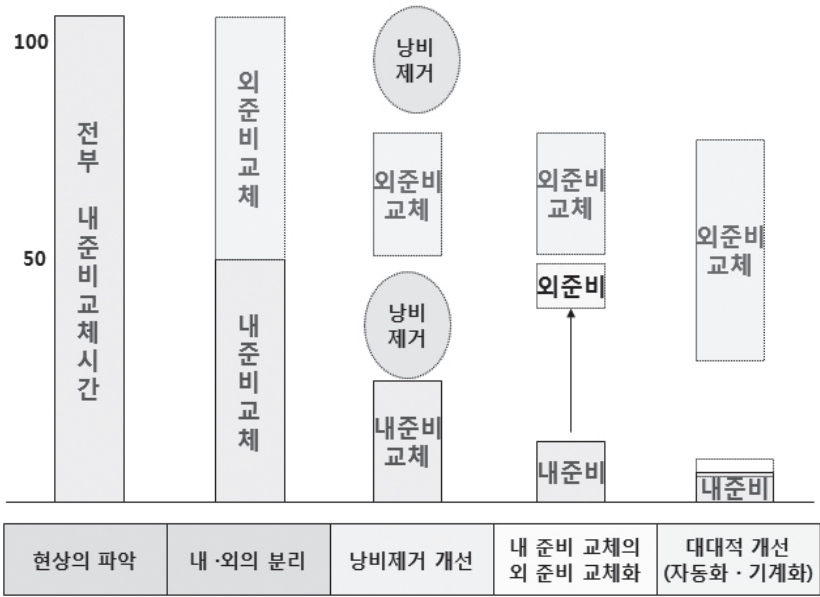 100
50
전부 내준비교체시간
외준비교체
내준비교체
낭비
제거
외준비
교체
낭비
제거
내준비
교체
외준비
교체
외준비
내준비
외준비
교체
내준비
현상의 파악
내 ·외의 분리
낭비제거 개선
내 준비 교체의
외 준비 교체화
대대적 개선
(자동화 · 기계화)